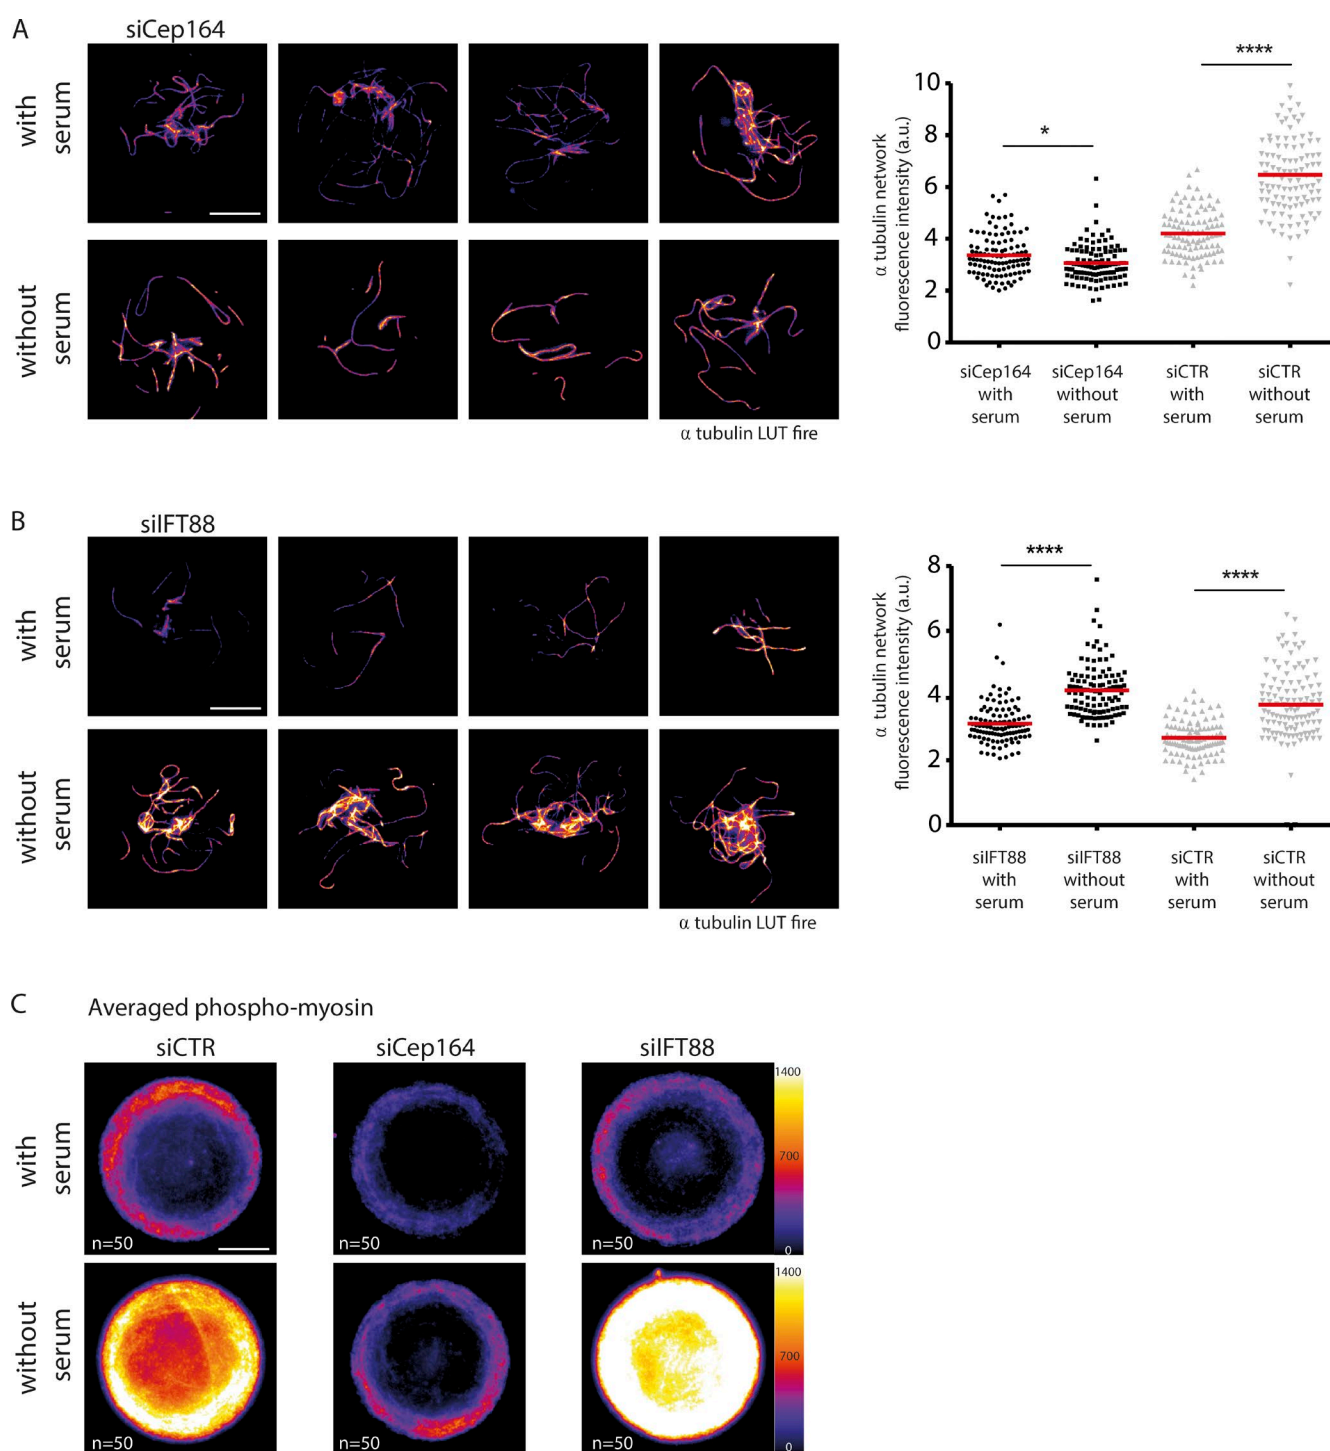 A
siCep164
with
serum
without
serum
α tubulin LUT fire
α tubulin network
fluorescence intensity (a.u.)
10
8
6
4
2
0
*
****
siCep164
with
serum
siCep164
without
serum
siCTR
with
serum
siCTR
without
serum
B
siIFT88
with
serum
without
serum
α tubulin LUT fire
α tubulin network
fluorescence intensity (a.u.)
8
6
4
2
0
****
****
siIFT88
with
serum
siIFT88
without
serum
siCTR
with
serum
siCTR
without
serum
C
Averaged phospho-myosin
siCTR
siCep164
siIFT88
with
serum
n=50
n=50
n=50
1400
700
0
without
serum
n=50
n=50
n=50
1400
700
0